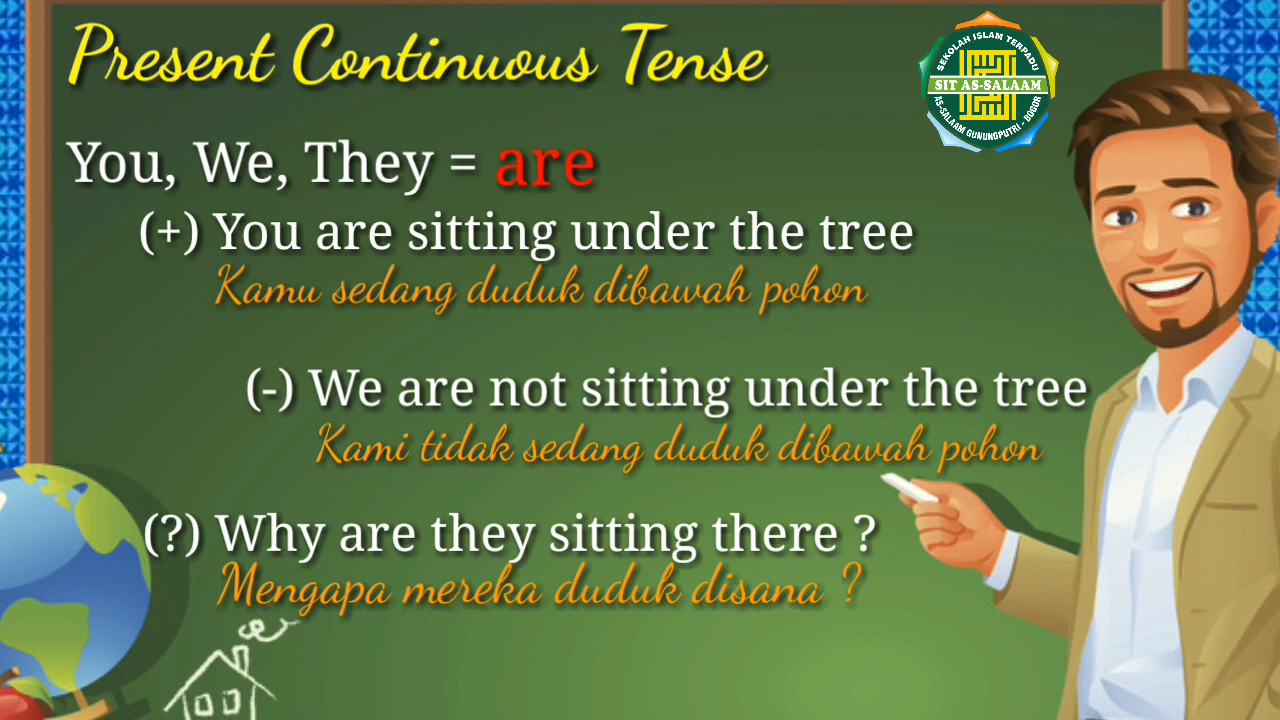 Present Continuous Tense
SEKOLAH ISLAM TERPADU
SIT AS-SALAAM
AS-SALAAM GUNUNGPUTRI - BOGOR
You, We, They = are
(+) You are sitting under the tree
Kamu sedang duduk dibawah pohon
(-) We are not sitting under the tree
Kami tidak sedang duduk dibawah pohon
(?) Why are they sitting there ?
Mengapa mereka duduk disana ?